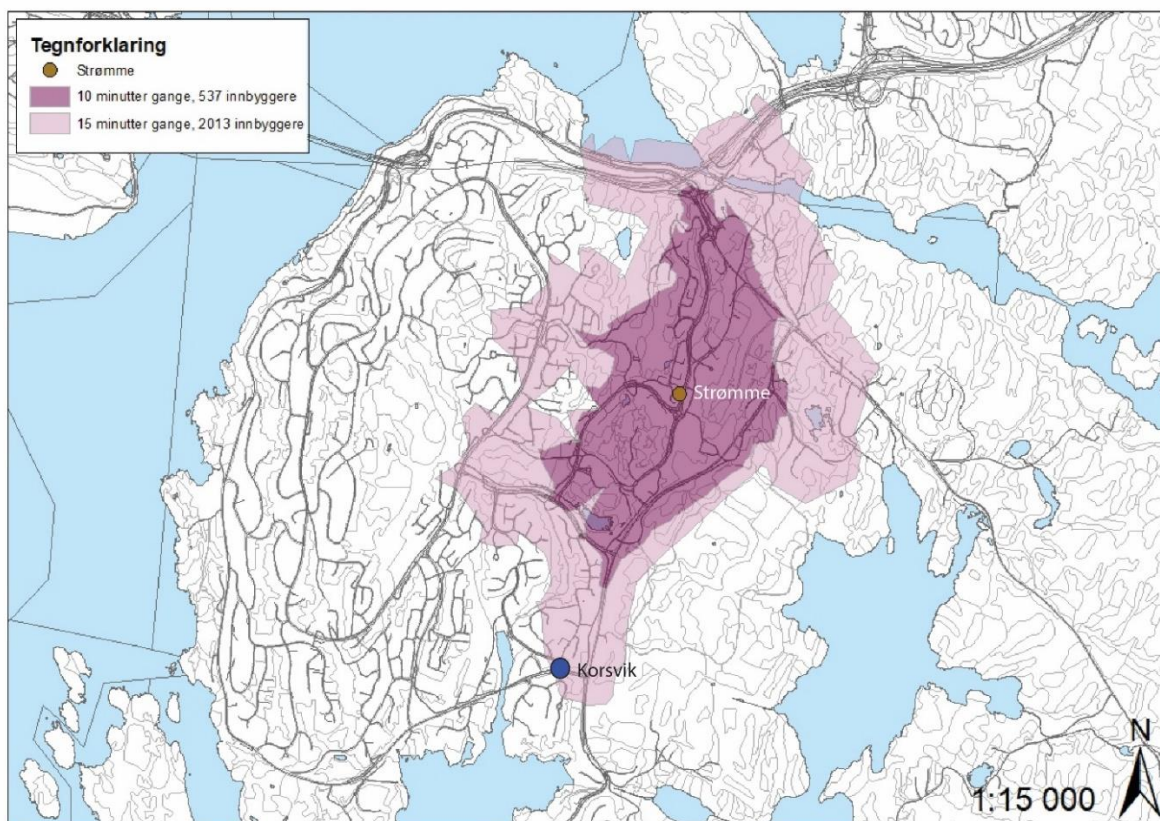 Tegnforklaring
Strømme
10 minutter gange, 537 innbyggere
15 minutter gange, 2013 innbyggere
Strømme
Korsvik
N
1:15 000